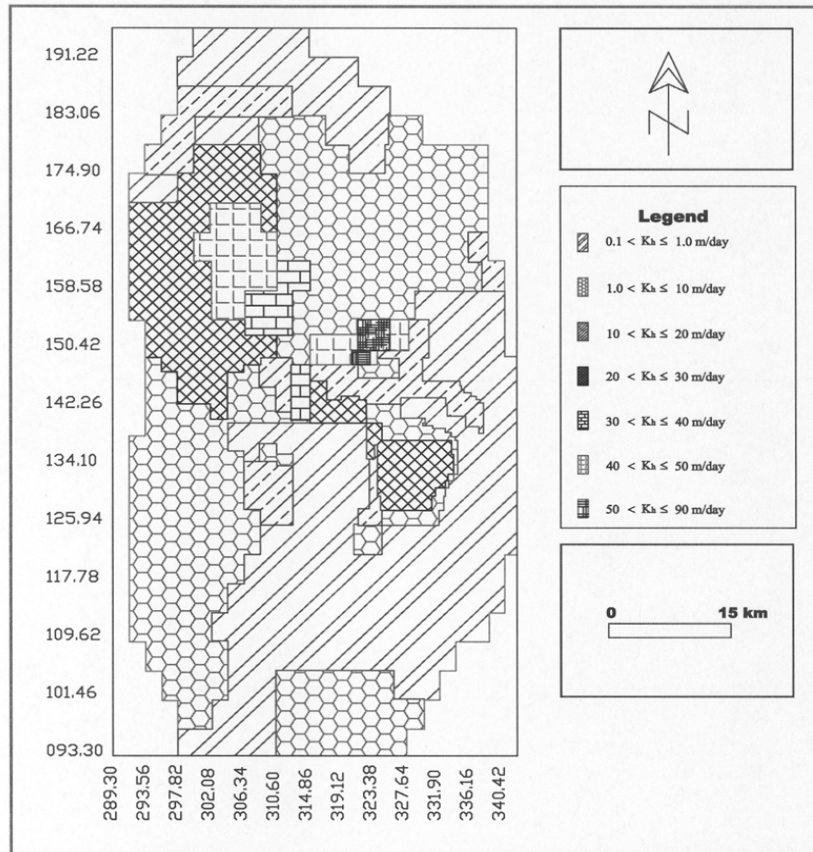 191.22
183.06
174.90
166.74
158.58
150.42
142.26
134.10
125.94
117.78
109.62
101.46
093.30
289.30
293.56
297.82
302.08
306.34
310.60
314.86
319.12
323.38
327.64
331.90
336.16
340.42
N
Legend
0.1 < Kh ≤ 1.0 m/day
1.0 < Kh ≤ 10 m/day
10 < Kh ≤ 20 m/day
20 < Kh ≤ 30 m/day
30 < Kh ≤ 40 m/day
40 < Kh ≤ 50 m/day
50 < Kh ≤ 90 m/day
0 15 km